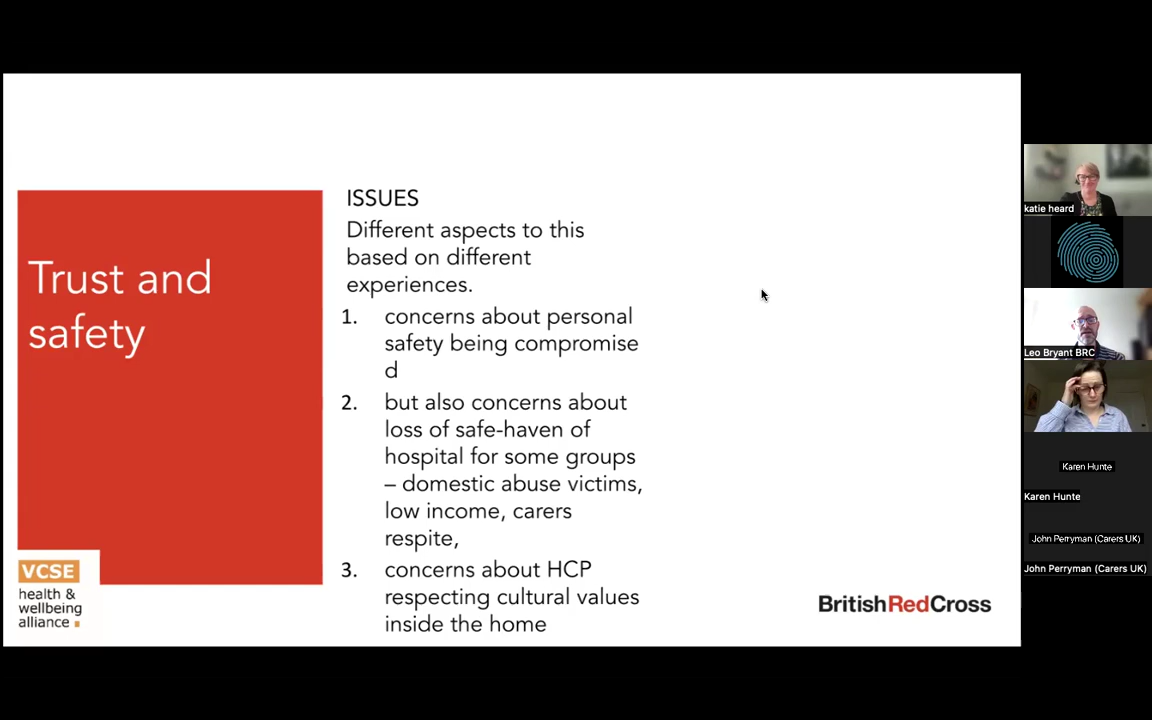 Trust and
safety
ISSUES
Different aspects to this
based on different
experiences.
1. concerns about personal
safety being compromise
d
2. but also concerns about
loss of safe-haven of
hospital for some groups
– domestic abuse victims,
low income, carers
respite,
3. concerns about HCP
respecting cultural values
inside the home
VCSE
health &
wellbeing
alliance
BritishRedCross
katie heard
Leo Bryant BRC
Karen Hunte
Karen Hunte
John Perryman (Carers UK)
John Perryman (Carers UK)